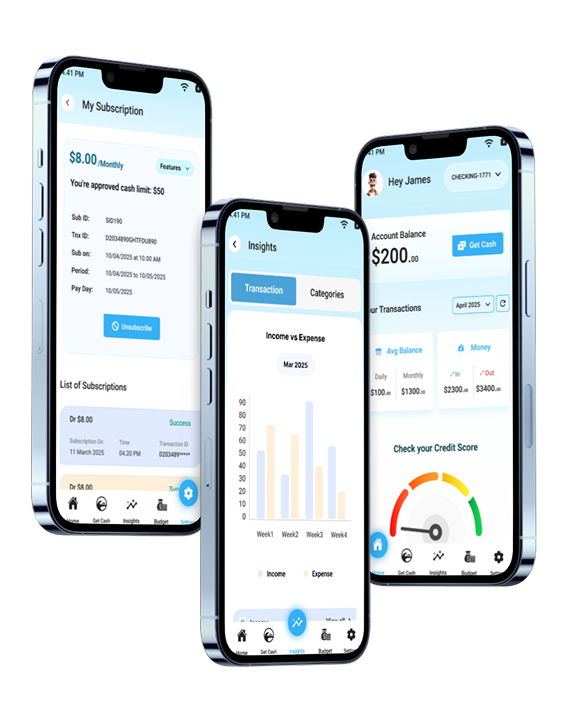 4.41 PM
My Subscription
$8.00/Monthly
Features
You're approved cash limit: $50
Sub ID: SID190
Tnx ID: D2034890GHTFDU890
Sub on: 10/04/2025 at 10.00 AM
Period: 10/04/2025 to 10/05/2025
Pay Day: 10/05/2025
Unsubscribe
List of Subscriptions
Dr $8.00 Success
Subscription On Time Transaction ID
11 March 2025 04.20 PM D203489***
Dr $8.00
Home Get Cash Insights Budget
4.41 PM
Insights
Transaction Categories
Income vs Expense
Mar 2025
90
80
70
60
50
40
30
20
10
0
Week1 Week2 Week3 Week4
Income Expense
Income View all
Home Get Cash Insights Budget
41 PM
Hey James CHECKING-1771
Account Balance
$200.00
Get Cash
our Transactions April 2025
Avg Balance Money
Daily Monthly In Out
$100.00 $1300.00 $2300.00 $3400.00
Check your Credit Score
Get Cash Insights Budget